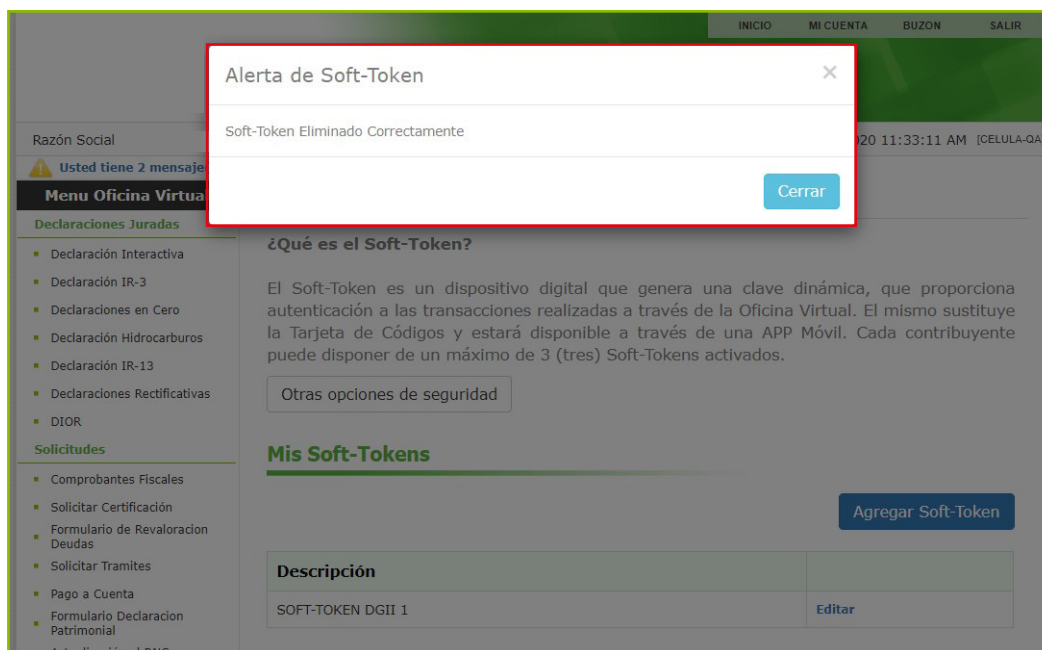 INICIO MI CUENTA BUZON SALIR
Alerta de Soft-Token ×
Soft-Token Eliminado Correctamente
Cerrar
Razón Social 11:33:11 AM [CELULA-QA
Usted tiene 2 mensaje
Menu Oficina Virtua
Declaraciones Juradas
Declaración Interactiva
Declaración IR-3
Declaraciones en Cero
Declaración Hidrocarburos
Declaración IR-13
Declaraciones Rectificativas
DIOR
Solicitudes
Comprobantes Fiscales
Solicitar Certificación
Formulario de Revaloracion
Deudas
Solicitar Tramites
Pago a Cuenta
Formulario Declaracion
Patrimonial
¿Qué es el Soft-Token?
El Soft-Token es un dispositivo digital que genera una clave dinámica, que proporciona
autenticación a las transacciones realizadas a través de la Oficina Virtual. El mismo sustituye
la Tarjeta de Códigos y estará disponible a través de una APP Móvil. Cada contribuyente
puede disponer de un máximo de 3 (tres) Soft-Tokens activados.
Otras opciones de seguridad
Mis Soft-Tokens
Agregar Soft-Token
Descripción
SOFT-TOKEN DGII 1 Editar